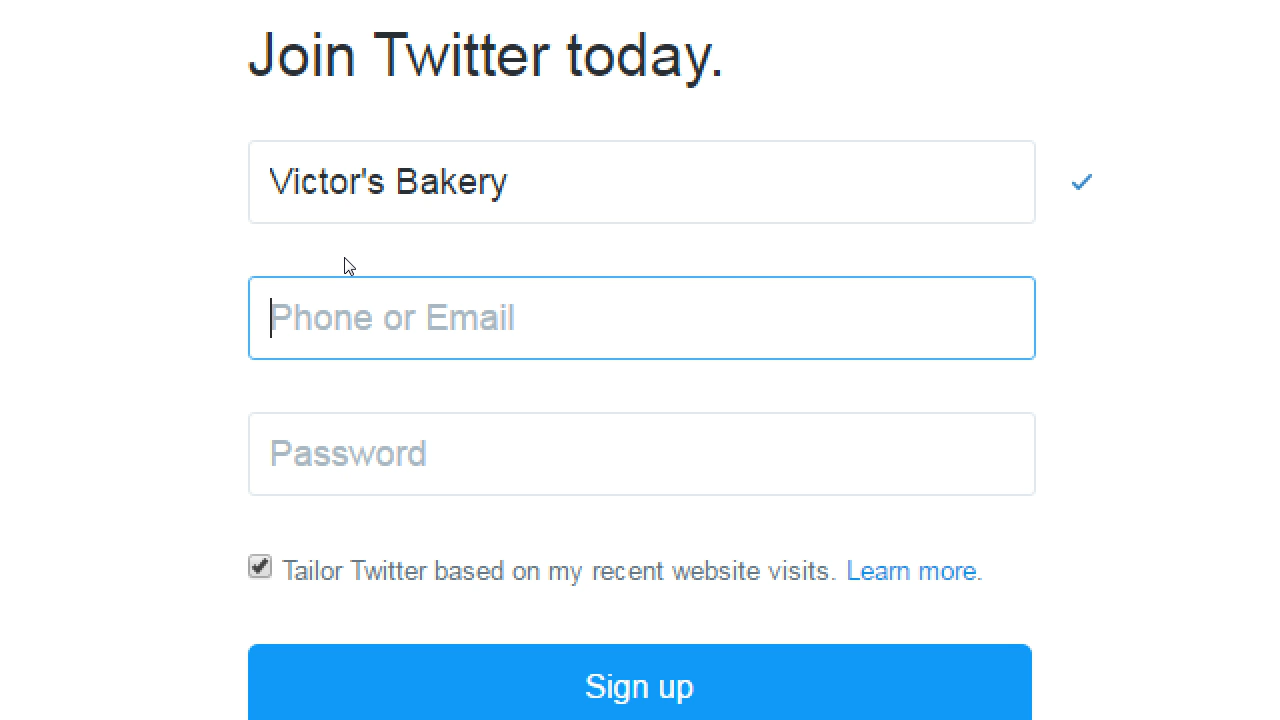 Join Twitter today.
Victor's Bakery
Phone or Email
Password
Tailor Twitter based on my recent website visits. Learn more.
Sign up